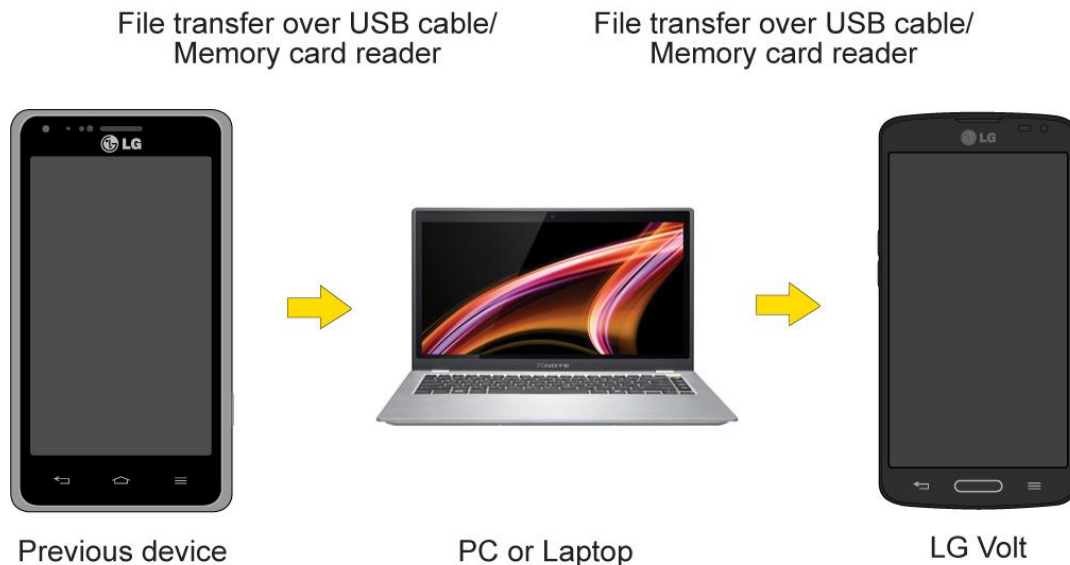 File transfer over USB cable/
Memory card reader
File transfer over USB cable/
Memory card reader
LG
LG
XNOTE
Previous device
PC or Laptop
LG Volt